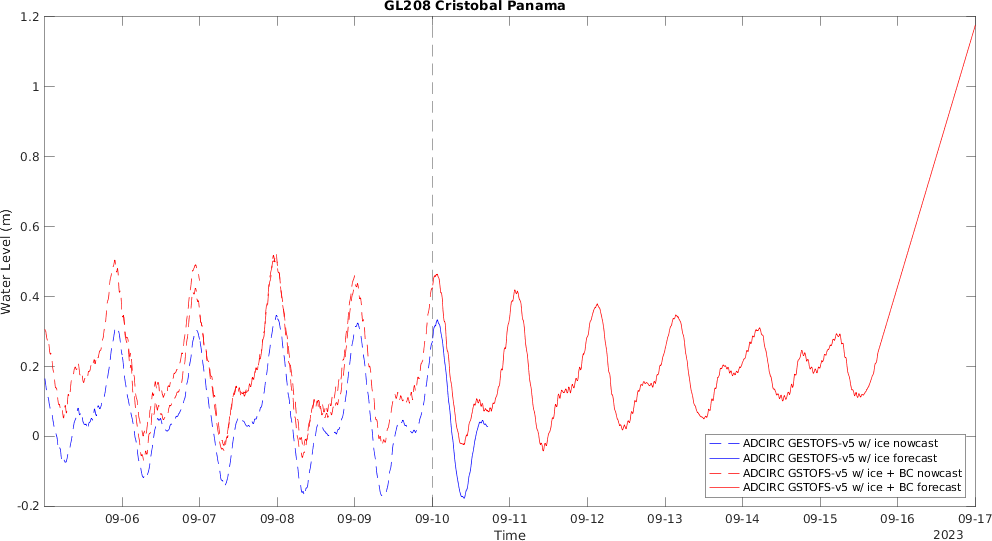 GL208 Cristobal Panama
1.2
1
0.8
0.6
0.4
0.2
0
-0.2
Water Level (m)
09-06 09-07 09-08 09-09 09-10 09-11 09-12 09-13 09-14 09-15 09-16 09-17
Time
2023
ADCIRC GESTOFS-v5 w/ ice nowcast
ADCIRC GESTOFS-v5 w/ ice forecast
ADCIRC GSTOFS-v5 w/ ice + BC nowcast
ADCIRC GSTOFS-v5 w/ ice + BC forecast